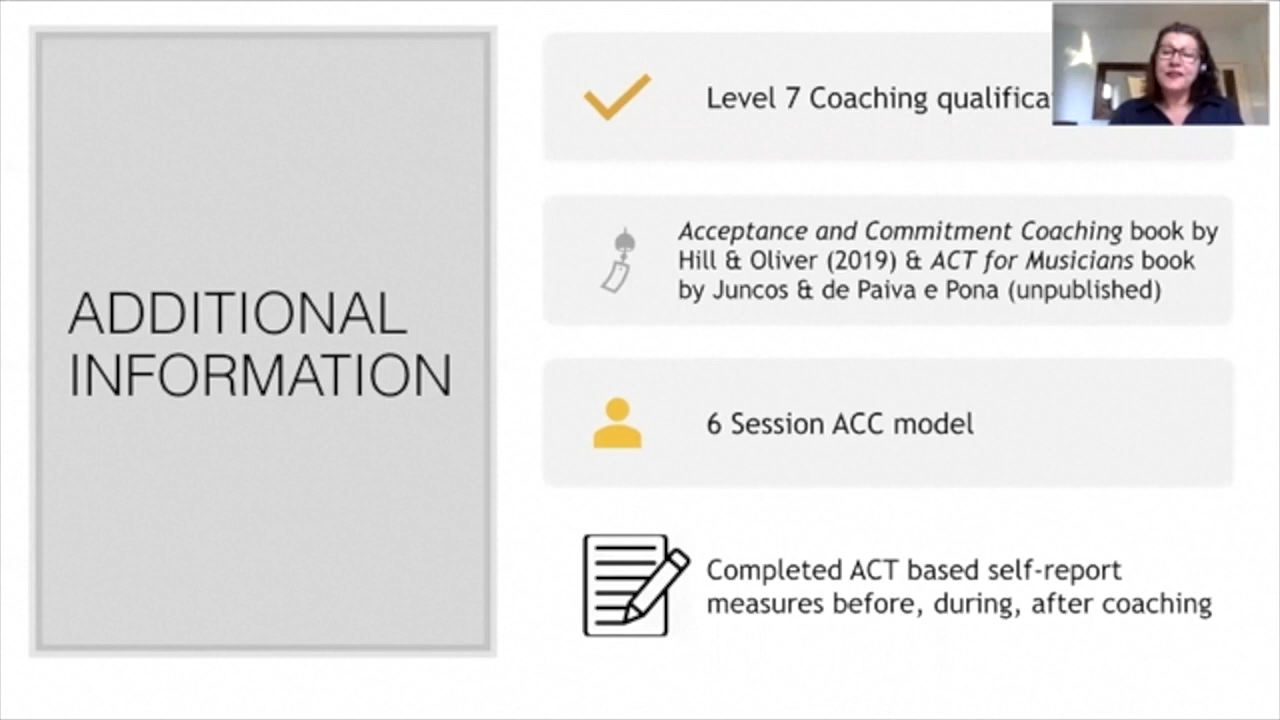 ADDITIONAL
INFORMATION
Level 7 Coaching
Acceptance and Commitment Coaching book by
Hill & Oliver (2019) & ACT for Musicians book
by Juncos & de Paiva e Pona (unpublished)
6 Session ACC model
Completed ACT based self-report
measures before, during, after coaching